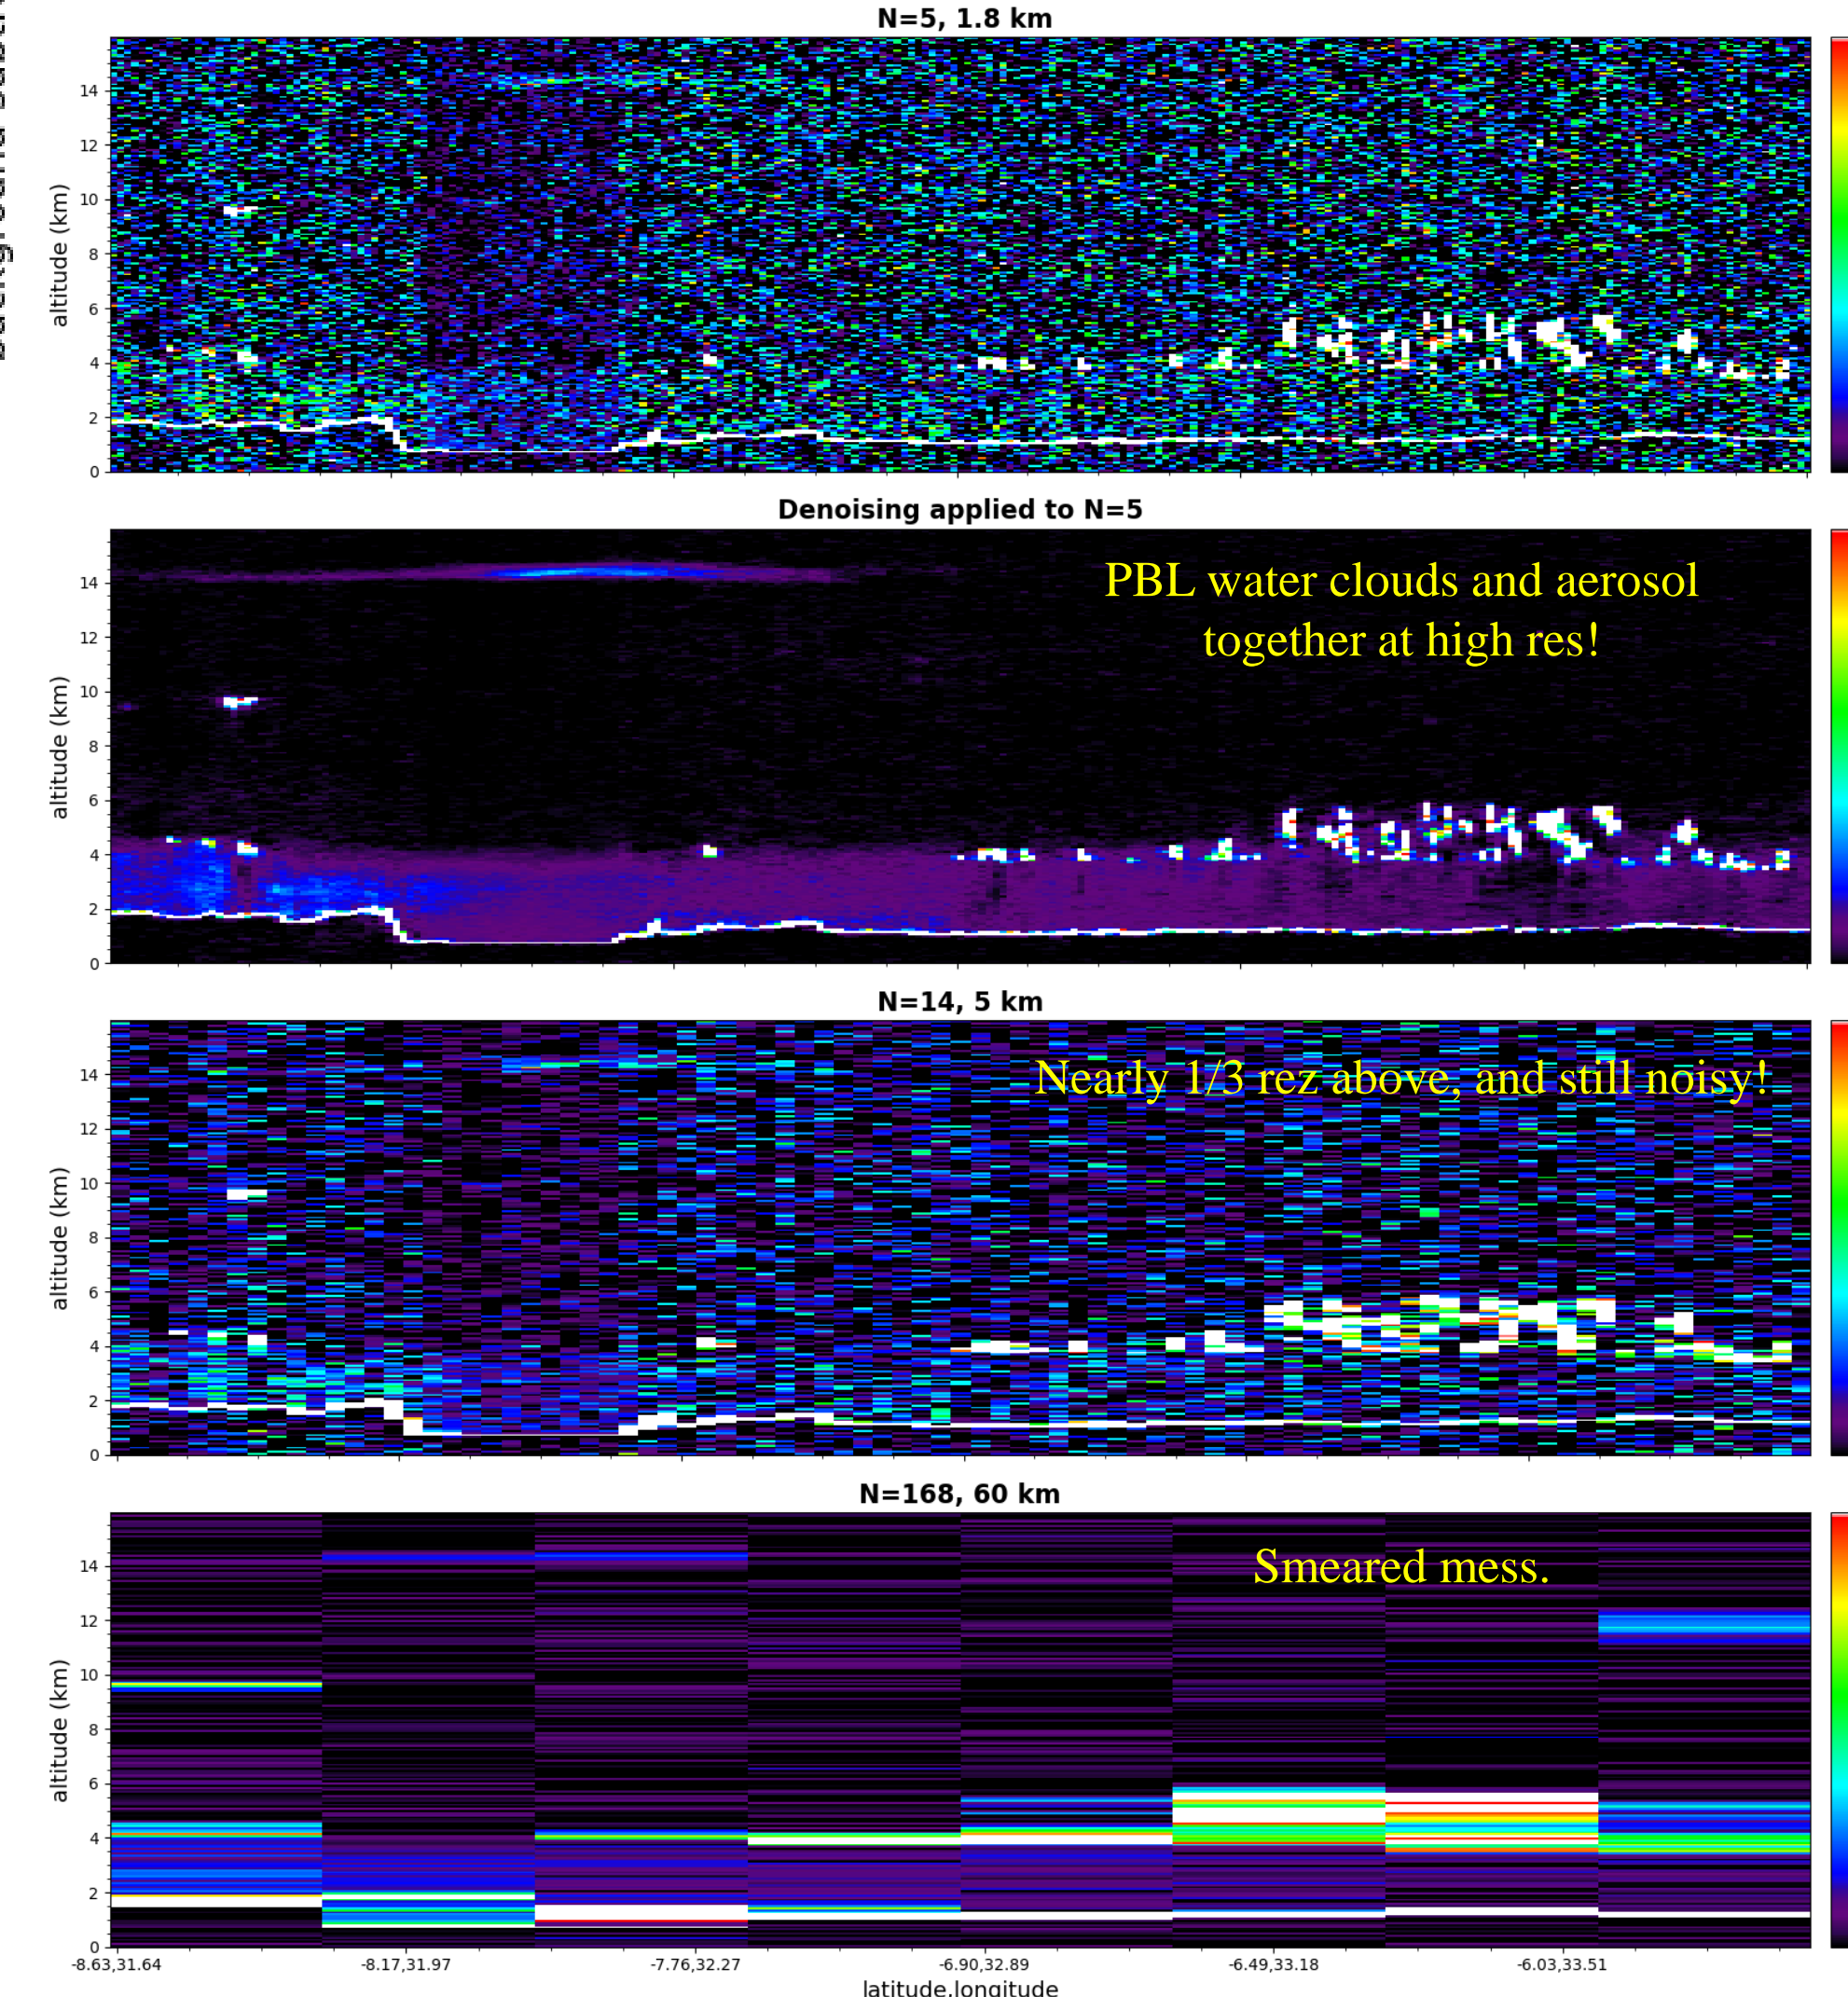 N=5, 1.8 km
altitude (km)
14
12
10
8
6
4
2
0
Denoising applied to N=5
PBL water clouds and aerosol
together at high res!
altitude (km)
14
12
10
8
6
4
2
0
N=14, 5 km
Nearly 1/3 rez above, and still noisy!
altitude (km)
14
12
10
8
6
4
2
0
N=168, 60 km
Smeared mess.
altitude (km)
14
12
10
8
6
4
2
0
-8.63,31.64 -8.17,31.97 -7.76,32.27 -6.90,32.89 -6.49,33.18 -6.03,33.51
latitude,longitude